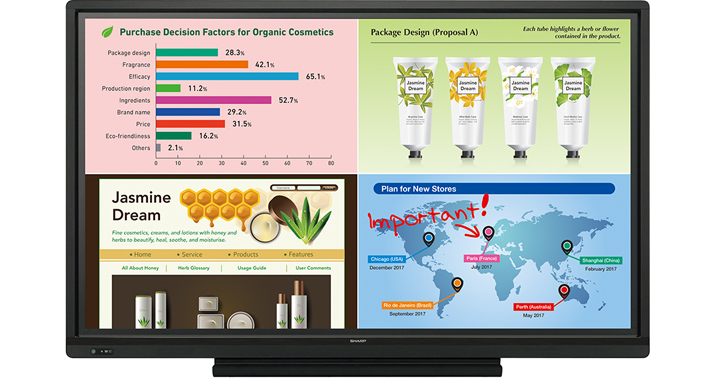 Purchase Decision Factors for Organic Cosmetics
Package design 28.3%
Fragrance 42.1%
Efficacy 65.1%
Production region 11.2%
Ingredients 52.7%
Brand name 29.2%
Price 31.5%
Eco-friendliness 16.2%
Others 2.1%
0 10 20 30 40 50 60 70 80
Package Design (Proposal A)
Each tube highlights a herb or flower
contained in the product.
Jasmine
Dream
Jasmine
Dream
Jasmine
Dream
Jasmine
Dream
Jasmine
Dream
Fine cosmetics, creams, and lotions with honey and
herbs to beautify, heal, soothe, and moisturise.
• Home • Service • Products • Features
All About Honey Herb Glossary Usage Guide User Comments
Plan for New Stores
Important!
Chicago (USA)
December 2017
Paris (France)
July 2017
Shanghai (China)
February 2017
Rio de Janeiro (Brazil)
September 2017
Perth (Australia)
May 2017
SHARP